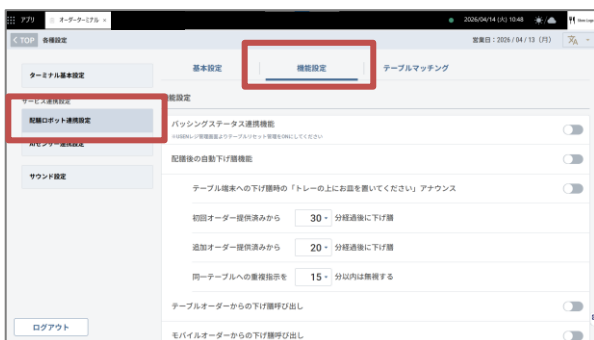 アプリ オーダーターミナル × 2026/04/14 (火) 10:48
< TOP 各種設定 営業日：2026 / 04 / 13（月）
基本設定 機能設定 テーブルマッチング
ターミナル基本設定
サービス連携設定
配膳ロボット連携設定
AIセンサー連携設定
サウンド設定
ログアウト
機能設定
バッシングステータス連携機能
※USENレジ管理画面よりテーブルリセット管理をONにしてください
配膳後の自動下げ膳機能
テーブル端末への下げ膳時の「トレーの上にお皿を置いてください」アナウンス
初回オーダー提供済みから 30 分経過後に下げ膳
追加オーダー提供済みから 20 分経過後に下げ膳
同一テーブルへの重複指示を 15 分以内は無視する
テーブルオーダーからの下げ膳呼び出し
モバイルオーダーからの下げ膳呼び出し